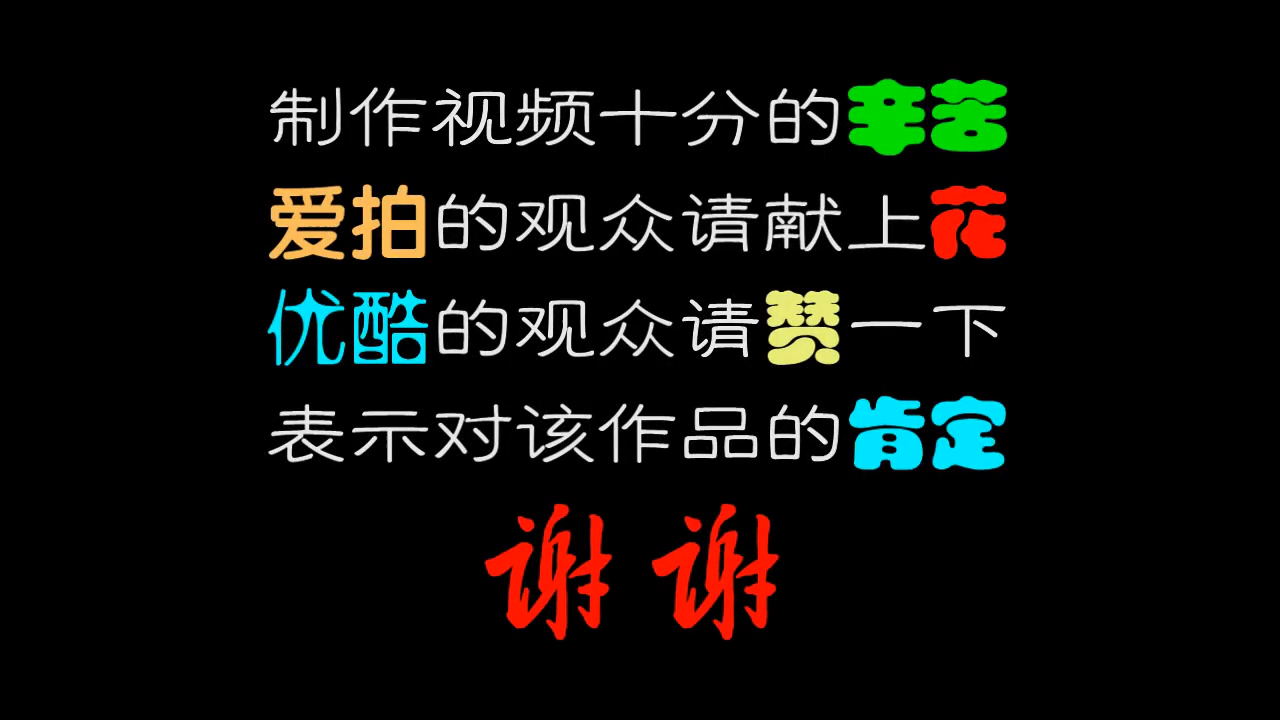 制作视频十分的辛苦
爱拍的观众请献上花
优酷的观众请赞一下
表示对该作品的肯定
谢谢